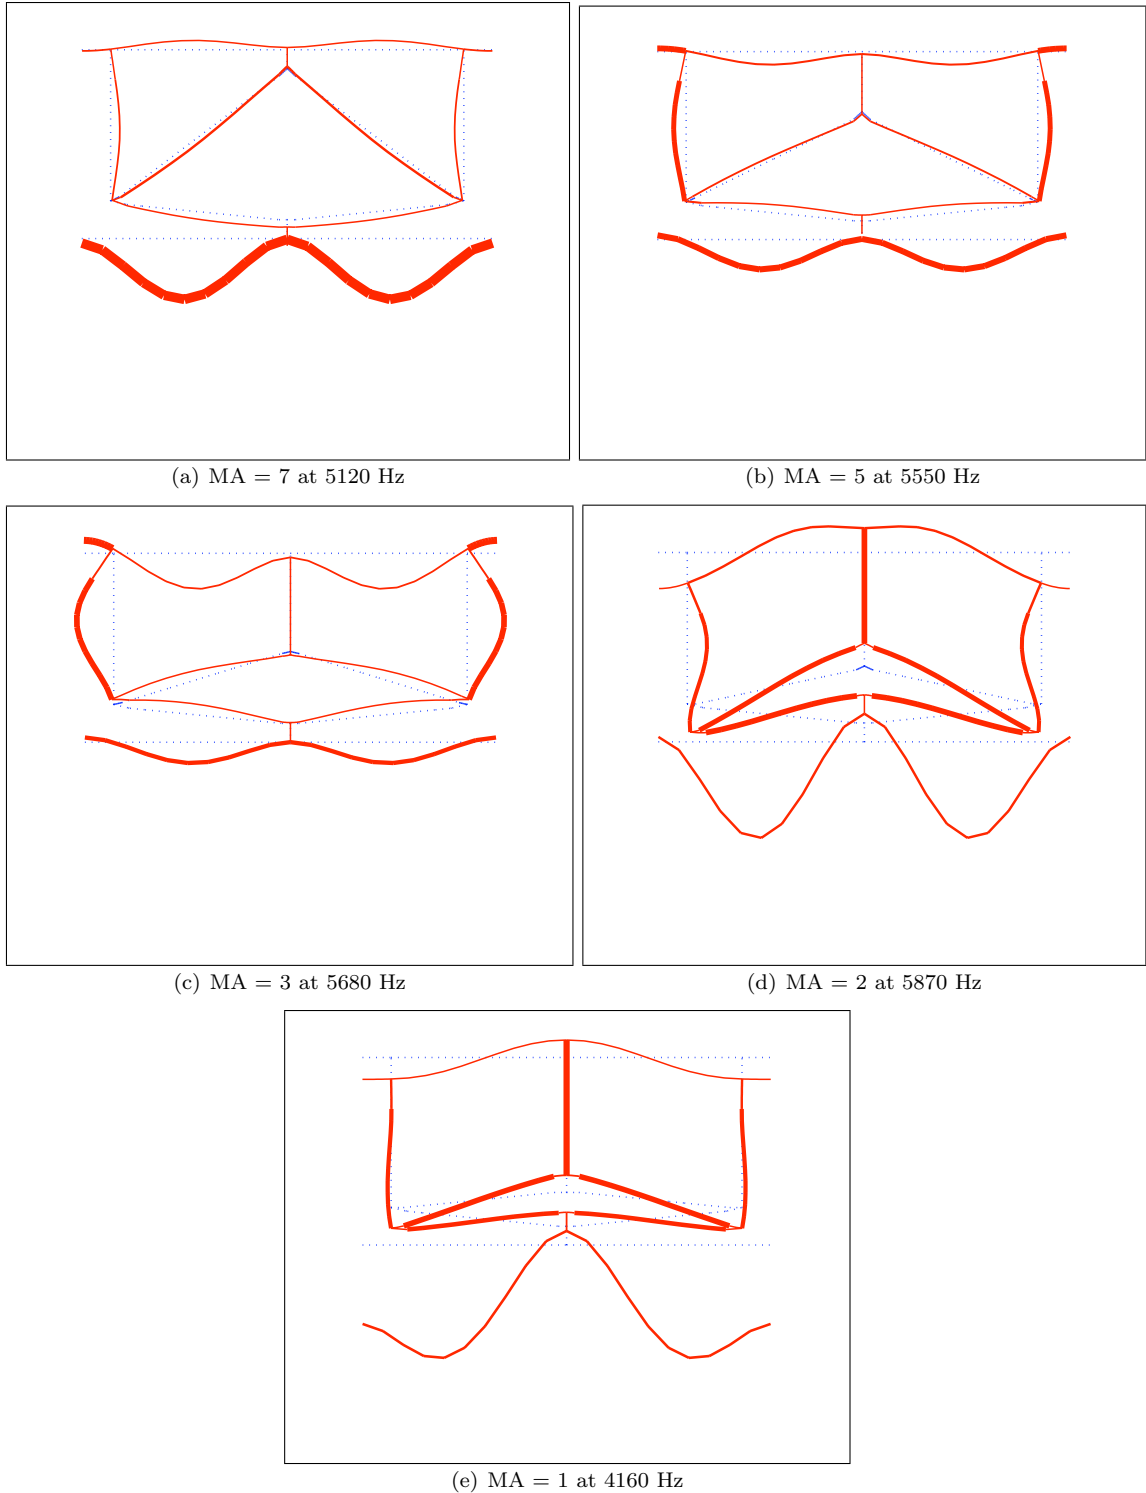 (a) MA = 7 at 5120 Hz
(b) MA = 5 at 5550 Hz
(c) MA = 3 at 5680 Hz
(d) MA = 2 at 5870 Hz
(e) MA = 1 at 4160 Hz